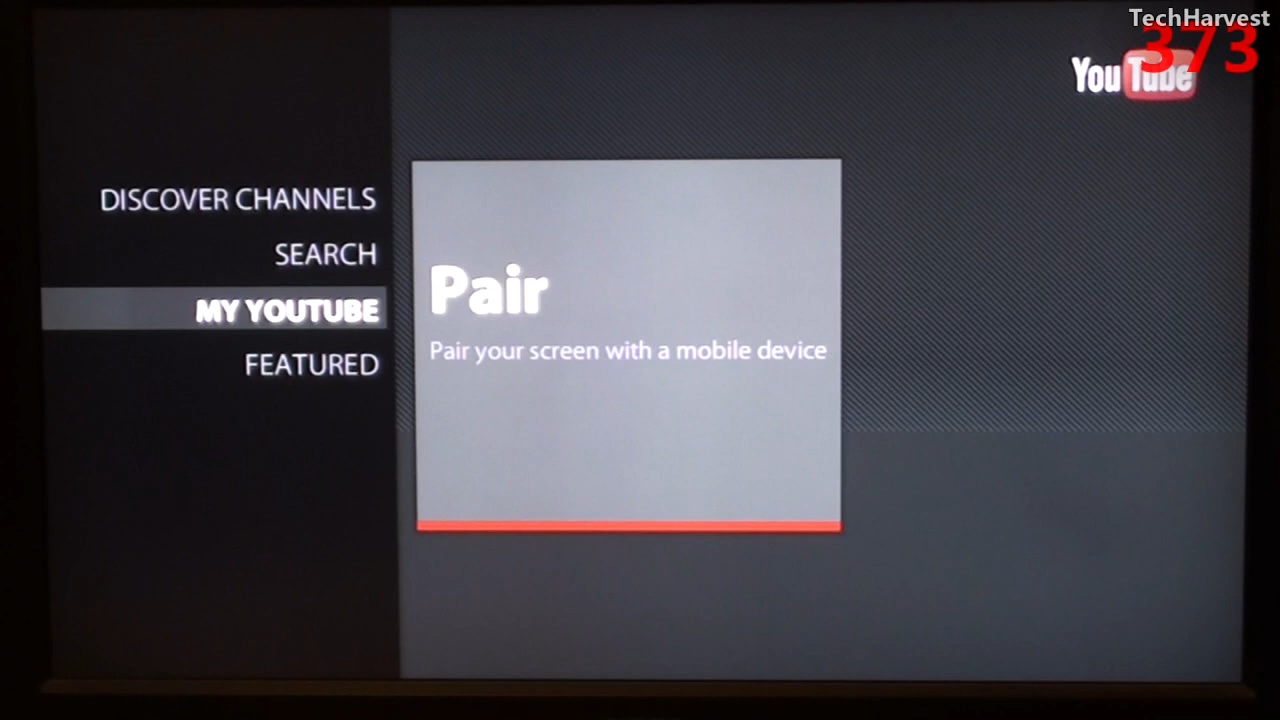 TechHarvest
373
YouTube
DISCOVER CHANNELS
SEARCH
MY YOUTUBE
FEATURED
Pair
Pair your screen with a mobile device